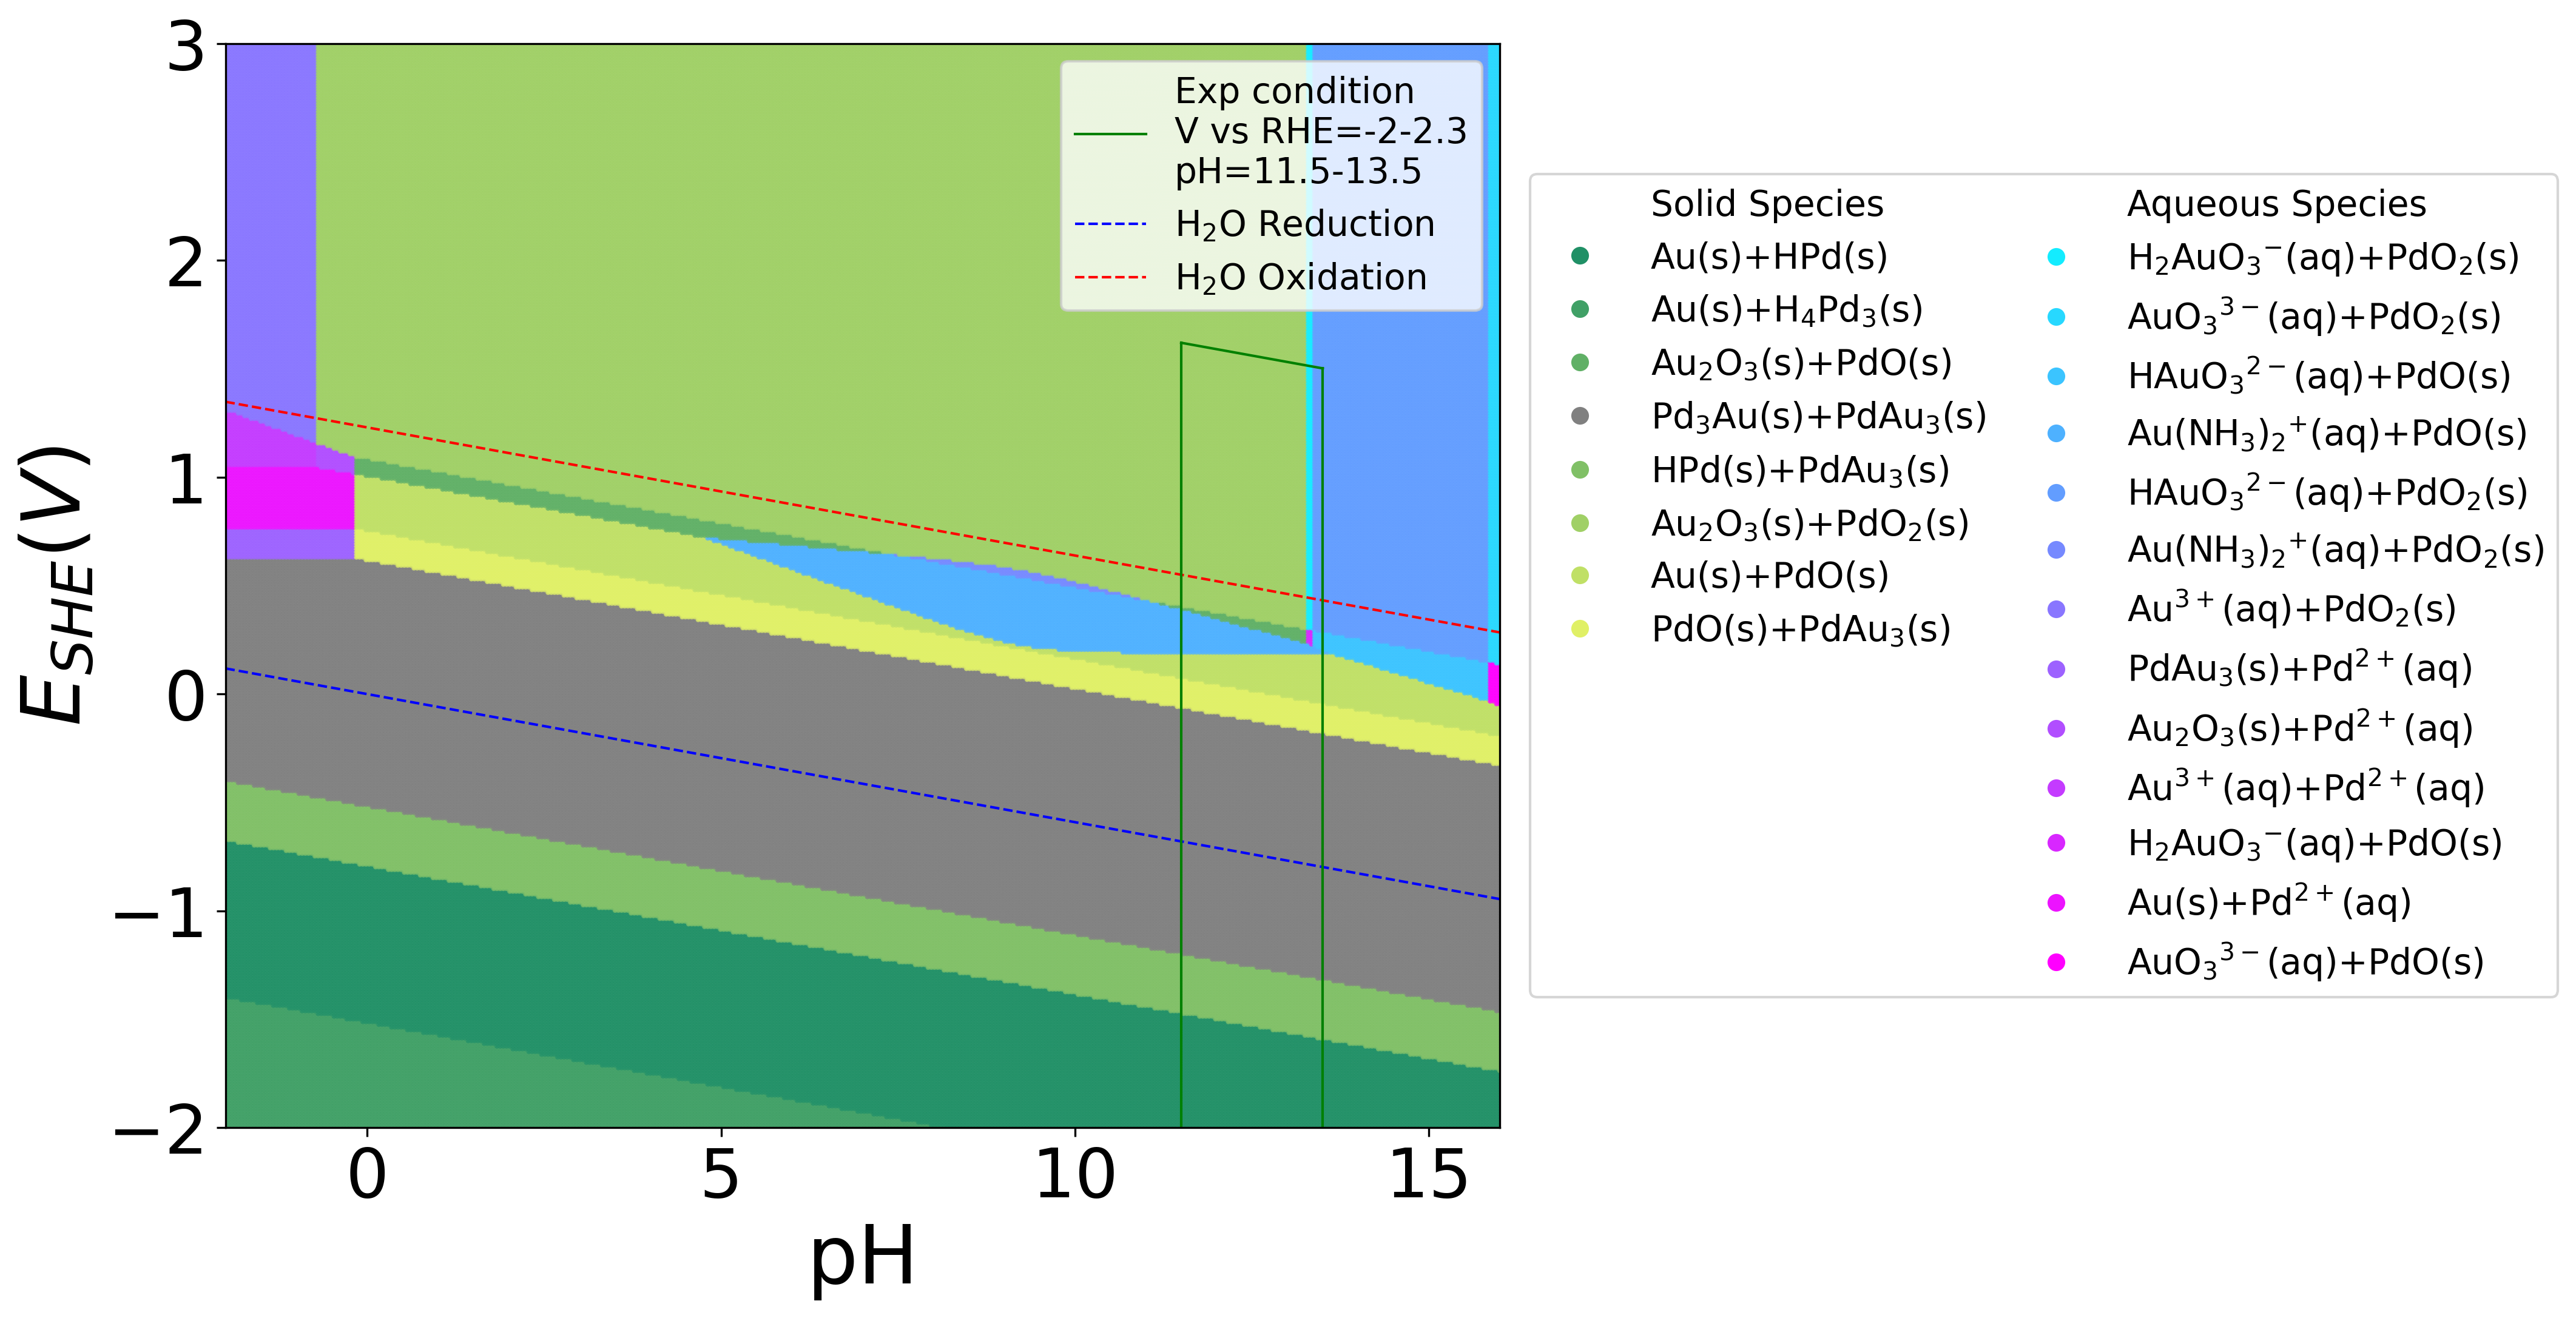 3
2
1
0
−1
−2
E_SHE(V)
0
5
10
15
pH
Exp condition
V vs RHE=-2-2.3
pH=11.5-13.5
H₂O Reduction
H₂O Oxidation
Solid Species
Au(s)+HPd(s)
Au(s)+H₄Pd₃(s)
Au₂O₃(s)+PdO(s)
Pd₃Au(s)+PdAu₃(s)
HPd(s)+PdAu₃(s)
Au₂O₃(s)+PdO₂(s)
Au(s)+PdO(s)
PdO(s)+PdAu₃(s)
Aqueous Species
H₂AuO₃⁻(aq)+PdO₂(s)
AuO₃³⁻(aq)+PdO₂(s)
HAuO₃²⁻(aq)+PdO(s)
Au(NH₃)₂⁺(aq)+PdO(s)
HAuO₃²⁻(aq)+PdO₂(s)
Au(NH₃)₂⁺(aq)+PdO₂(s)
Au³⁺(aq)+PdO₂(s)
PdAu₃(s)+Pd²⁺(aq)
Au₂O₃(s)+Pd²⁺(aq)
Au³⁺(aq)+Pd²⁺(aq)
H₂AuO₃⁻(aq)+PdO(s)
Au(s)+Pd²⁺(aq)
AuO₃³⁻(aq)+PdO(s)